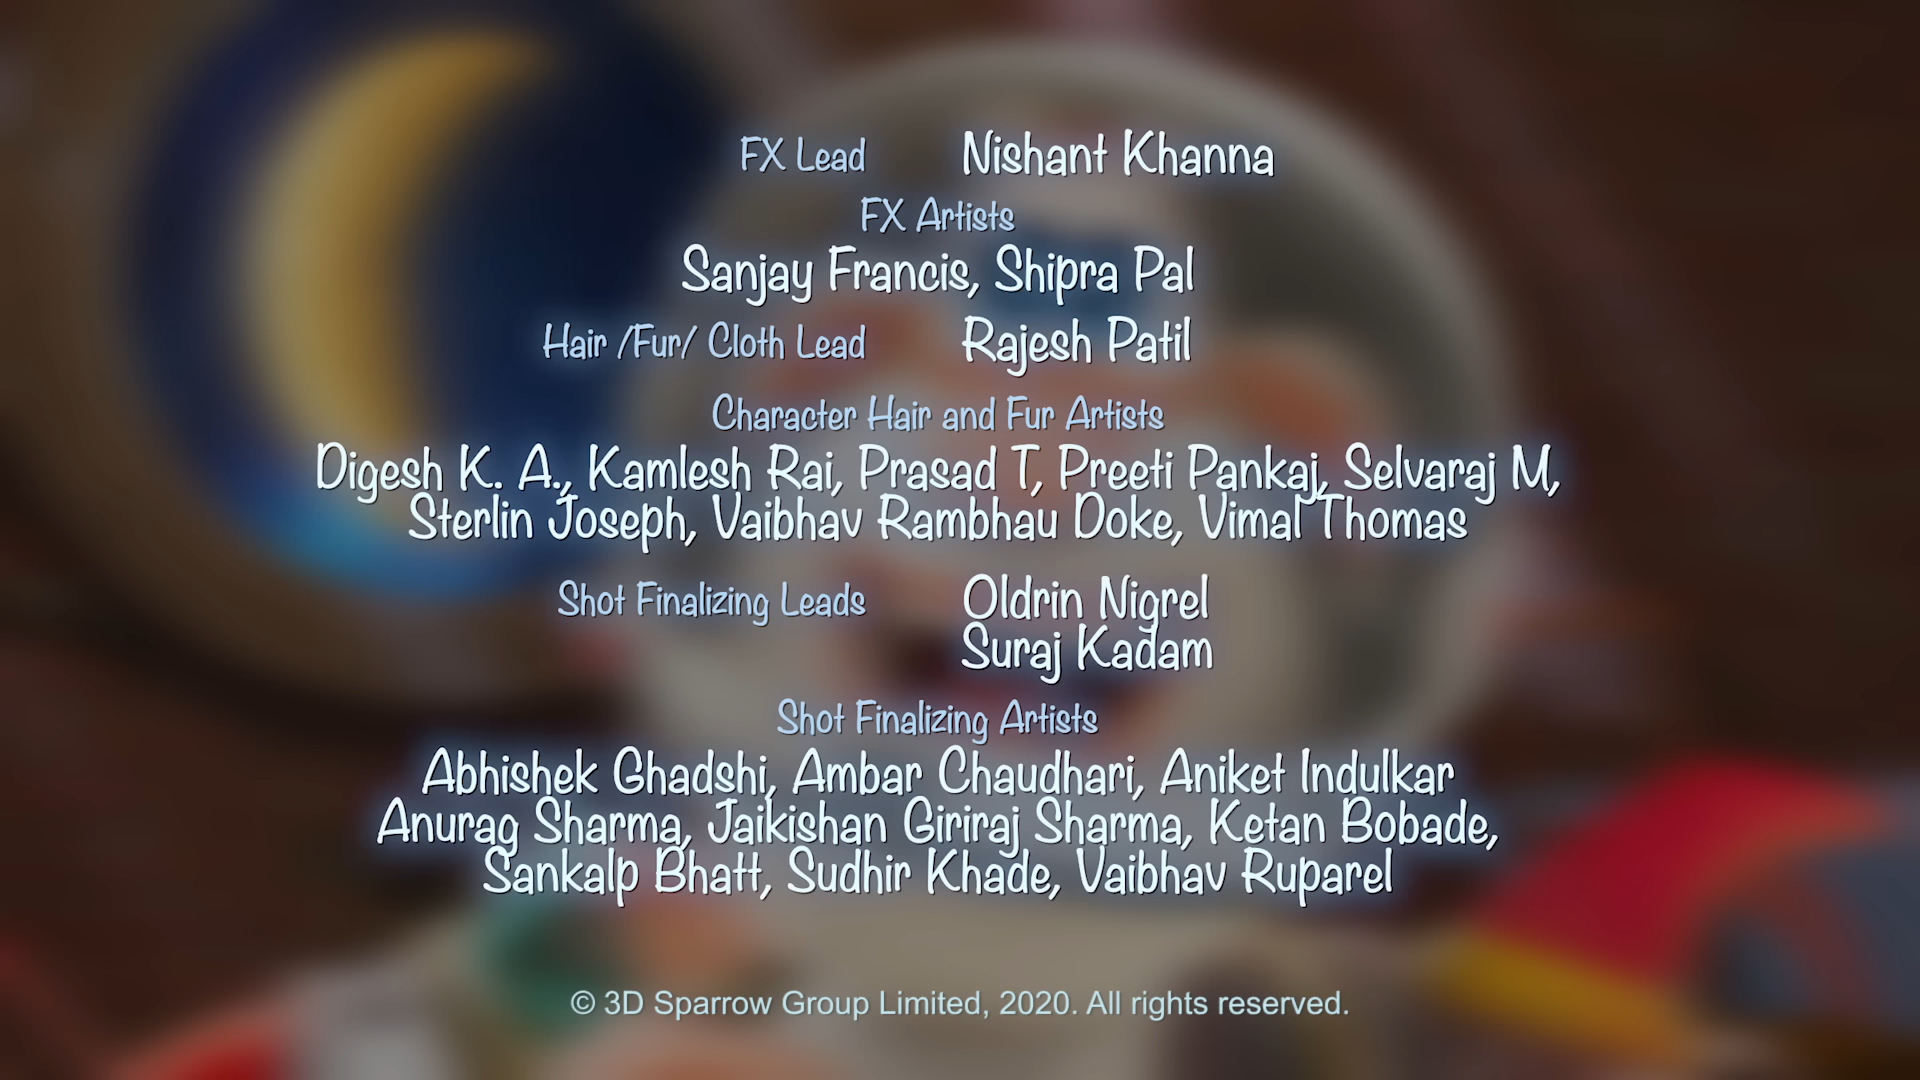 FX Lead Nishant Khanna
FX Artists
Sanjay Francis, Shipra Pal
Hair /Fur/ Cloth Lead Rajesh Patil
Character Hair and Fur Artists
Digesh K. A., Kamlesh Rai, Prasad T, Preeti Pankaj, Selvaraj M,
Sterlin Joseph, Vaibhav Rambhau Doke, Vimal Thomas
Shot Finalizing Leads Oldrin Nigrel
Suraj Kadam
Shot Finalizing Artists
Abhishek Ghadshi, Ambar Chaudhari, Aniket Indulkar
Anurag Sharma, Jaikishan Giriraj Sharma, Ketan Bobade,
Sankalp Bhatt, Sudhir Khade, Vaibhav Ruparel
© 3D Sparrow Group Limited, 2020. All rights reserved.